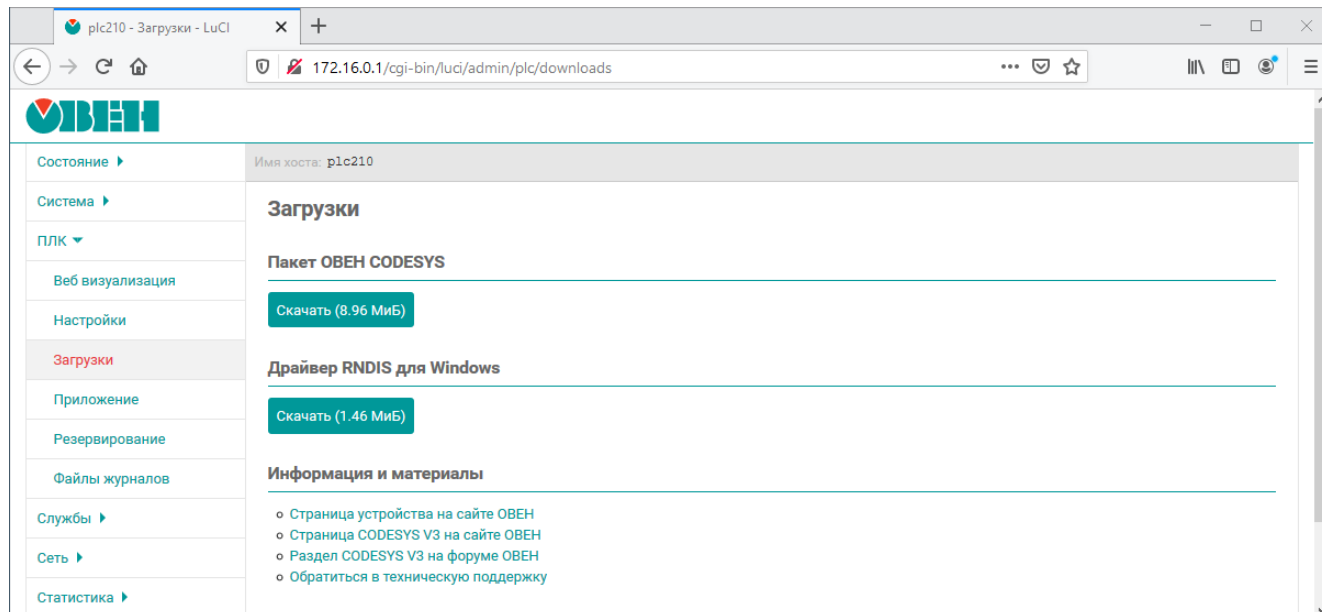 plc210 - Загрузки - LuCI
172.16.0.1/cgi-bin/luci/admin/plc/downloads
ОВЕН
Состояние
Имя хоста: plc210
Система
ПЛК
Веб визуализация
Настройки
Загрузки
Приложение
Резервирование
Файлы журналов
Службы
Сеть
Статистика
Загрузки
Пакет ОВЕН CODESYS
Скачать (8.96 МиБ)
Драйвер RNDIS для Windows
Скачать (1.46 МиБ)
Информация и материалы
Страница устройства на сайте ОВЕН
Страница CODESYS V3 на сайте ОВЕН
Раздел CODESYS V3 на форуме ОВЕН
Обратиться в техническую поддержку